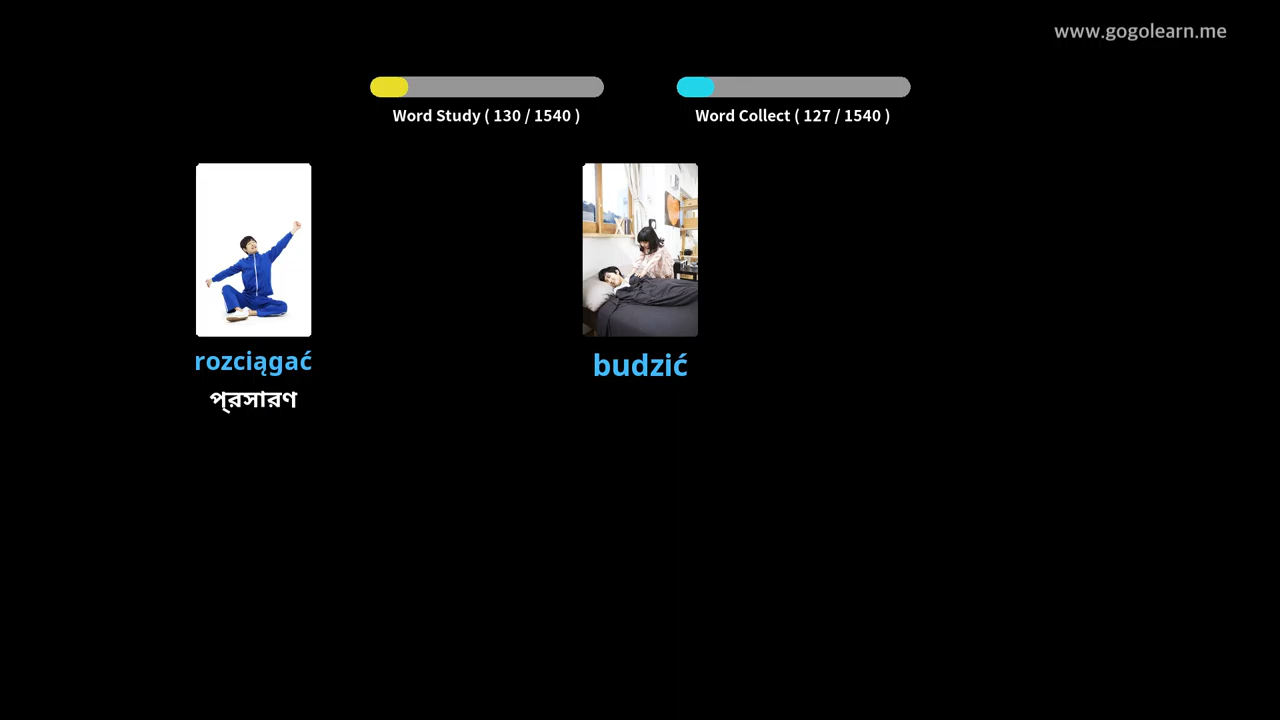 www.gogolearn.me
Word Study ( 130 / 1540 )
Word Collect ( 127 / 1540 )
rozciągać
budzić
প্রসারণ